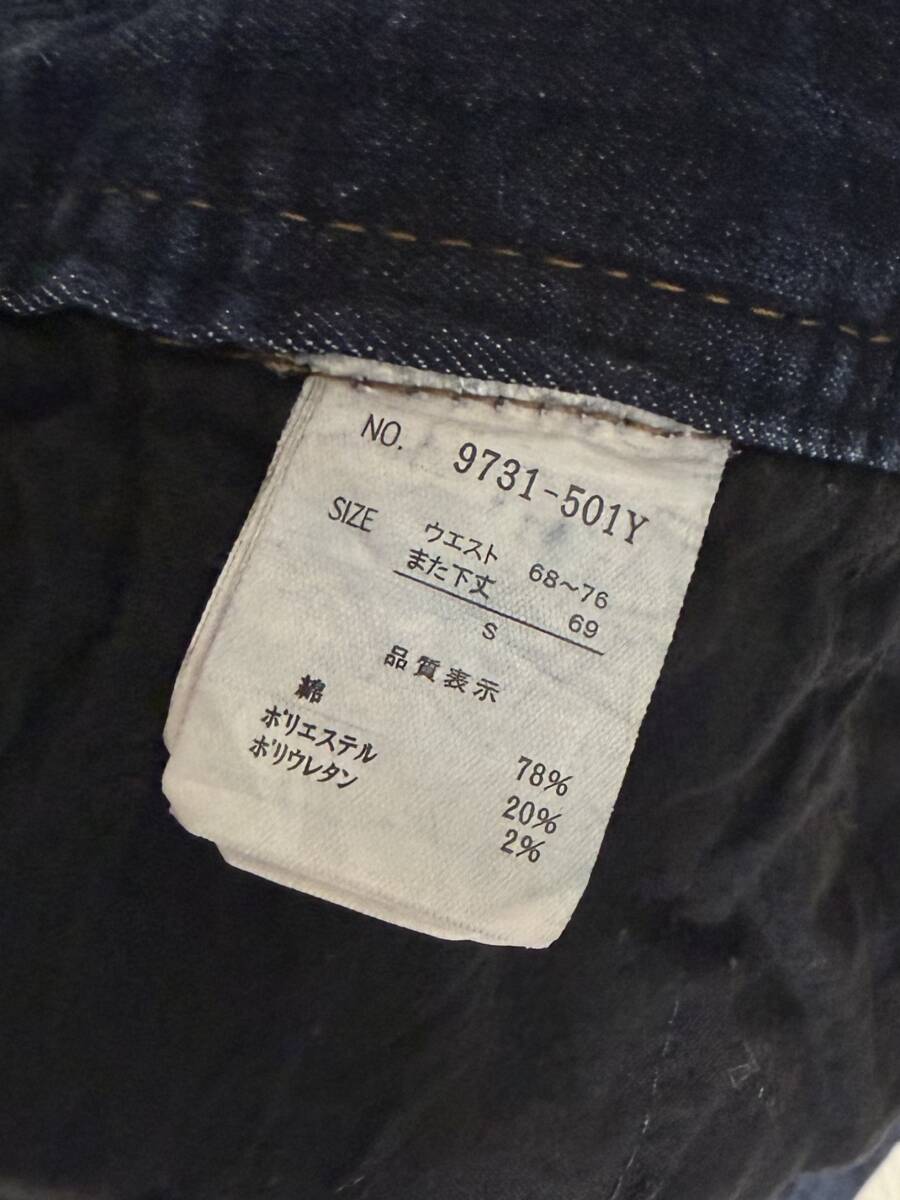 NO. 9731-501Y
SIZE ウエスト 68~76
また下丈 69
S
品質表示
綿 78%
ポリエステル 20%
ポリウレタン 2%